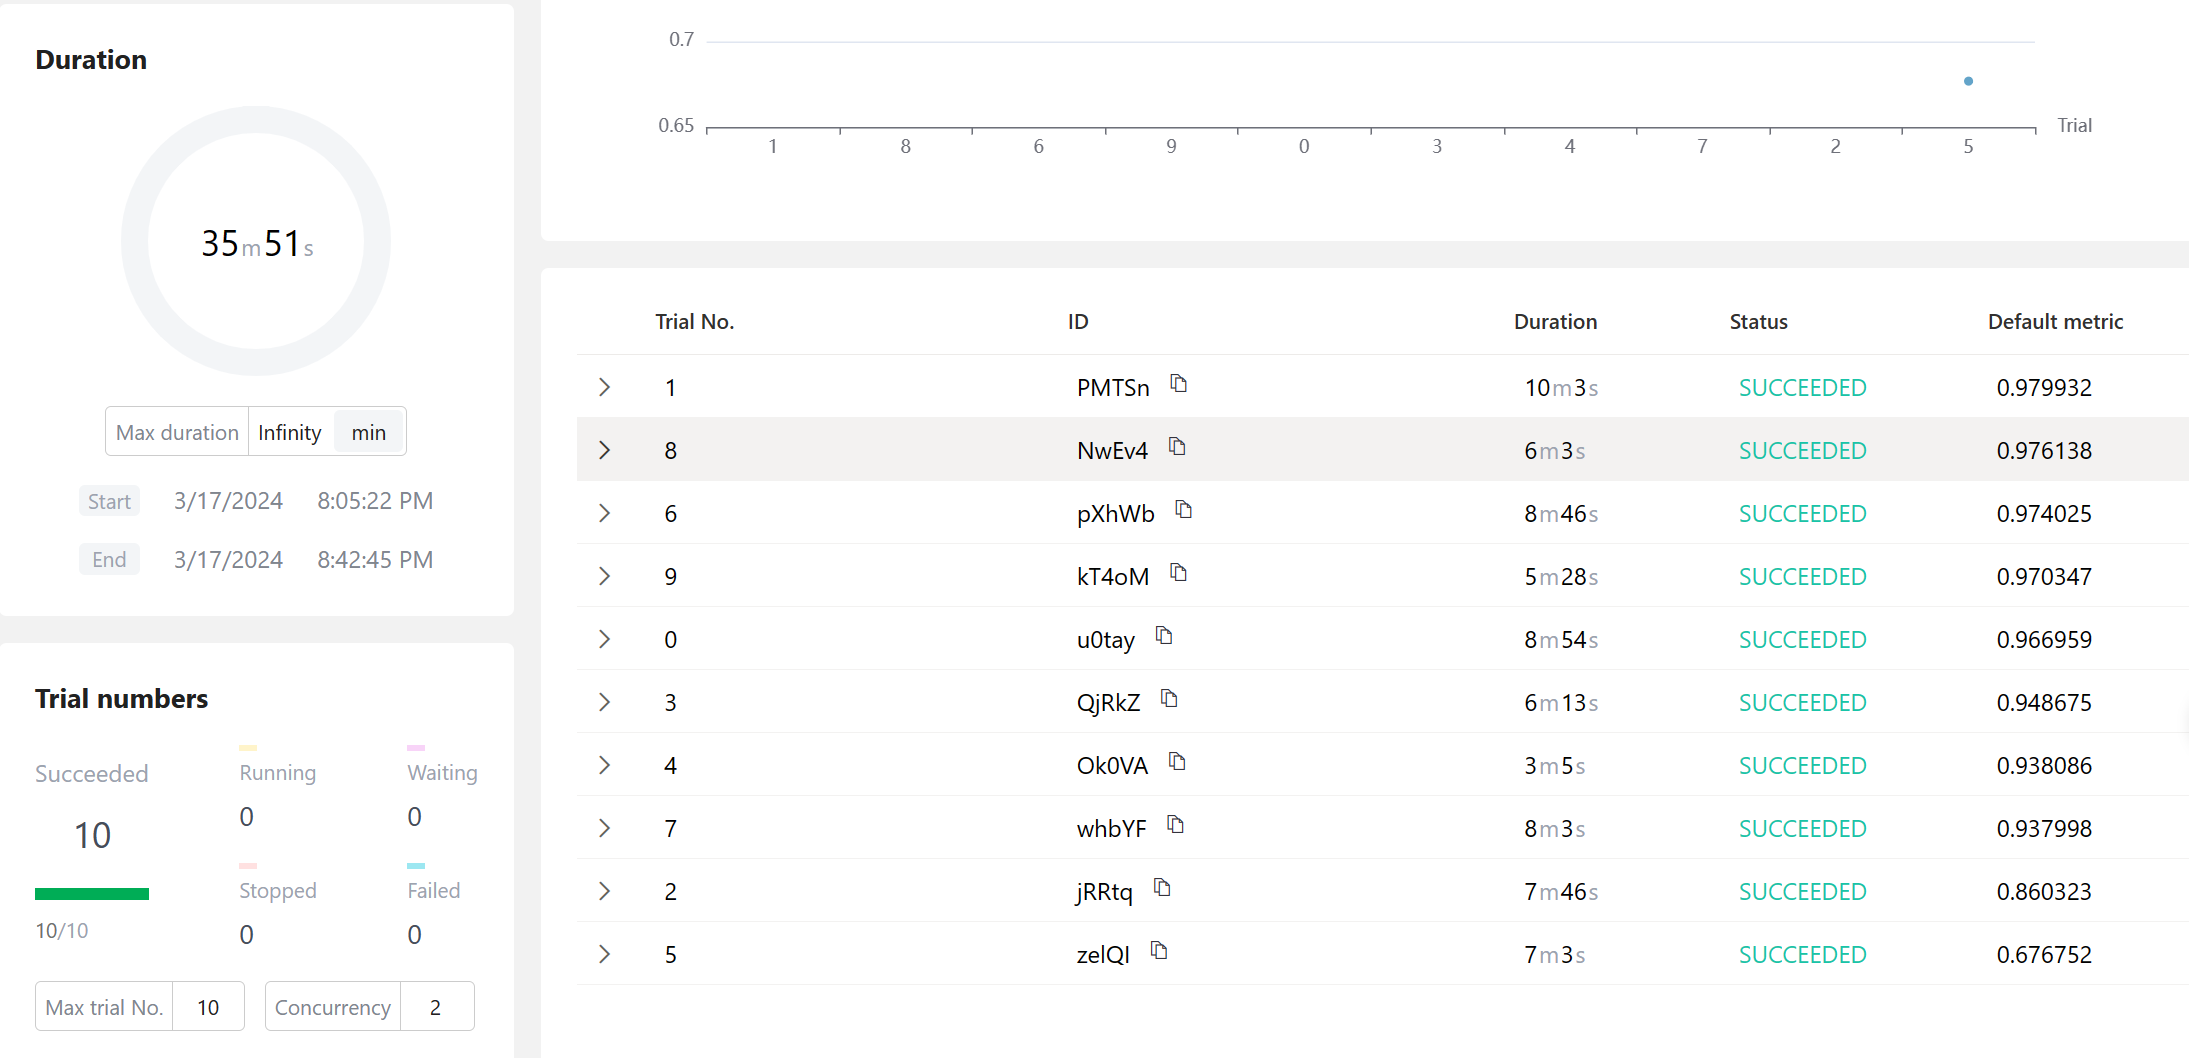 Duration
35m51s
Max duration Infinity min
Start 3/17/2024 8:05:22 PM
End 3/17/2024 8:42:45 PM
Trial numbers
Succeeded
10
10/10
Running
0
Waiting
0
Stopped
0
Failed
0
Max trial No. 10
Concurrency 2
0.7
0.65
1 8 6 9 0 3 4 7 2 5
Trial
Trial No. ID Duration Status Default metric
1 PMTSn 10m3s SUCCEEDED 0.979932
8 NwEv4 6m3s SUCCEEDED 0.976138
6 pXhWb 8m46s SUCCEEDED 0.974025
9 kT4oM 5m28s SUCCEEDED 0.970347
0 u0tay 8m54s SUCCEEDED 0.966959
3 QjRkZ 6m13s SUCCEEDED 0.948675
4 Ok0VA 3m5s SUCCEEDED 0.938086
7 whbYF 8m3s SUCCEEDED 0.937998
2 jRRtq 7m46s SUCCEEDED 0.860323
5 zelQI 7m3s SUCCEEDED 0.676752